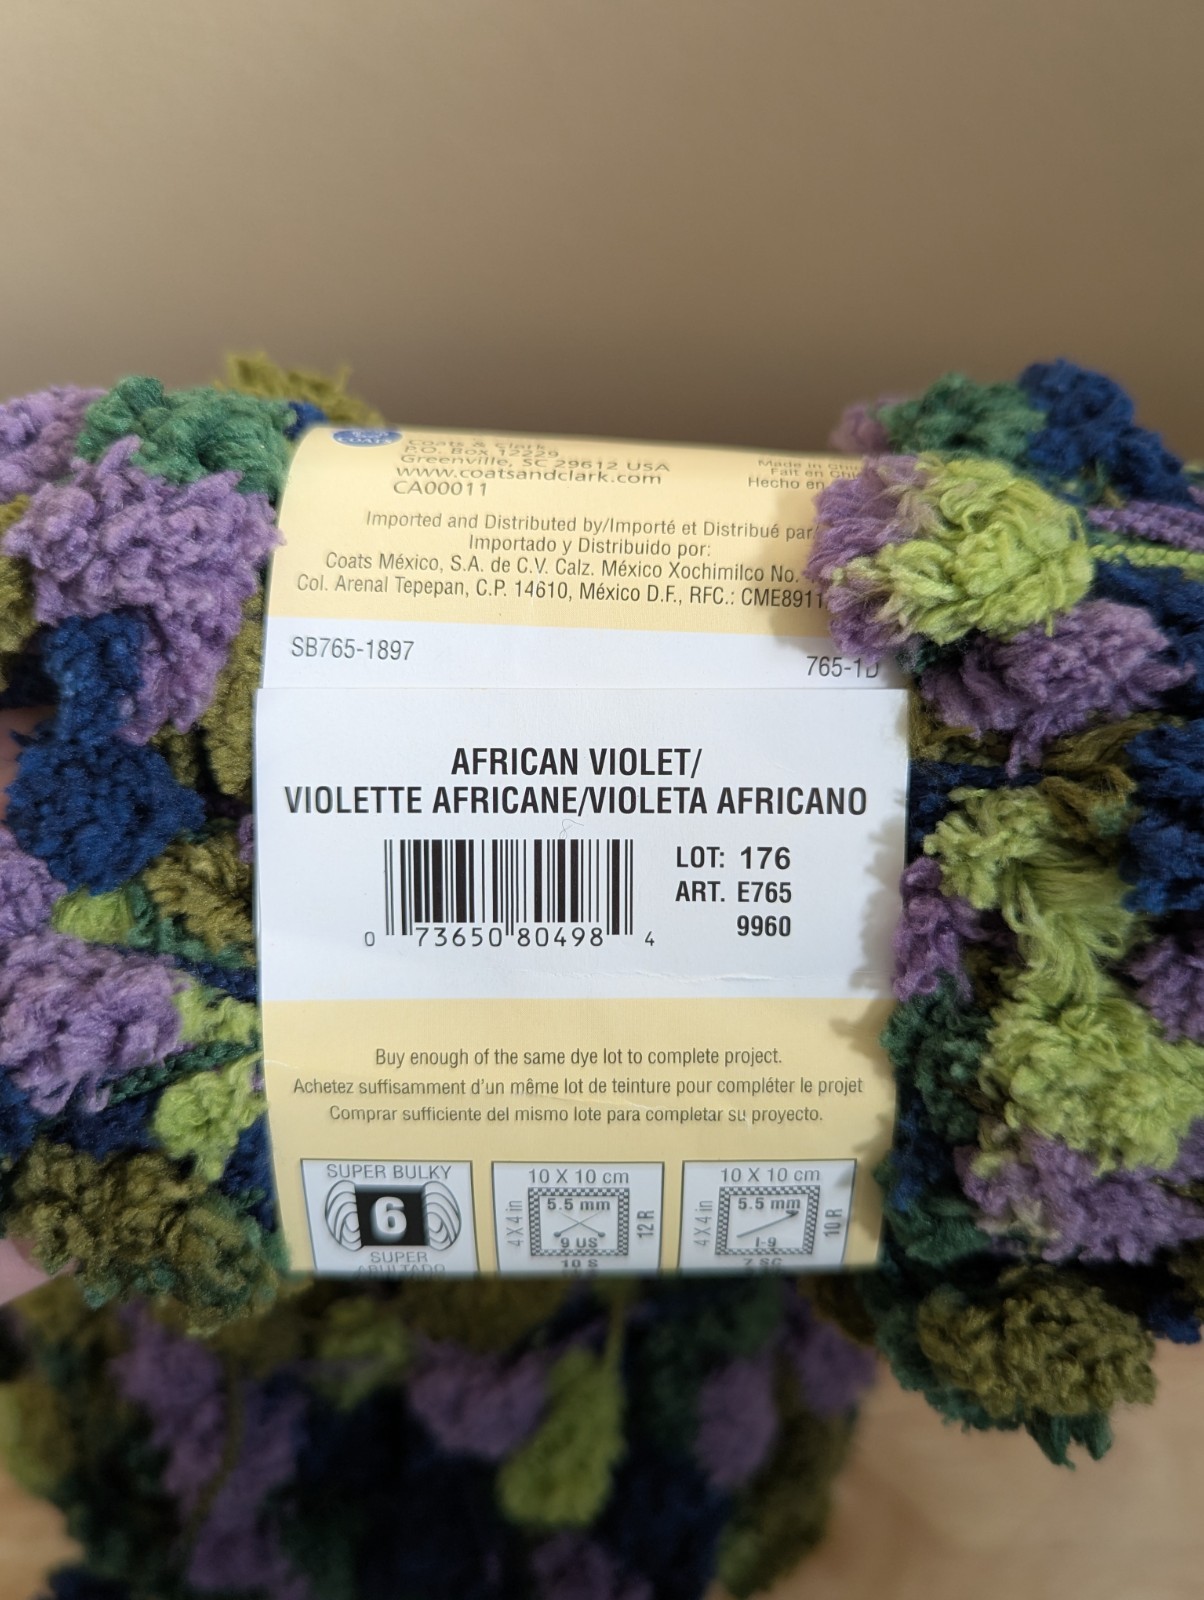 COATS
Coats & Clark
P.O. Box 12229
Greenville, SC 29612 USA
www.coatsandclark.com
CA00011
Made in
Fait en
Hecho en
Imported and Distributed by/Importé et Distribué par/
Importado y Distribuido por:
Coats México, S.A. de C.V. Calz. México Xochimilco No.
Col. Arenal Tepepan, C.P. 14610, México D.F., RFC.: CME8911
SB765-1897
765-1D
AFRICAN VIOLET/
VIOLETTE AFRICANE/VIOLETA AFRICANO
LOT: 176
ART. E765
9960
0 73650 80498 4
Buy enough of the same dye lot to complete project.
Achetez suffisamment d'un même lot de teinture pour compléter le projet
Comprar sufficiente del mismo lote para completar su proyecto.
SUPER BULKY
6
SUPER
ABULTADO
10 X 10 cm
4 X 4 in
5.5 mm
9 US
12 R
10 S
10 X 10 cm
4 X 4 in
5.5 mm
I-9
10 R
7 SC